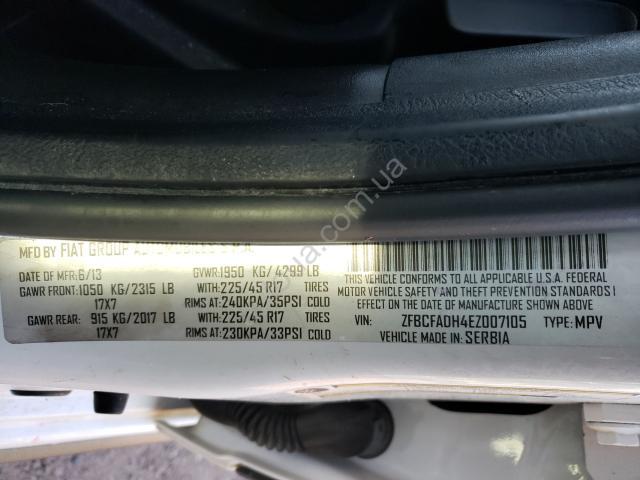 MFD BY FIAT GROUP AUTOMOBILES S.P.A.
DATE OF MFR: 6/13 GVWR: 1950 KG/ 4299 LB
GAWR FRONT: 1050 KG/2315 LB WITH: 225/45 R17
17X7 RIMS AT: 240KPA/35PSI COLD
GAWR REAR: 915 KG/2017 LB WITH: 225/45 R17
17X7 RIMS AT: 230KPA/33PSI COLD
THIS VEHICLE CONFORMS TO ALL APPLICABLE U.S.A. FEDERAL
MOTOR VEHICLE SAFETY AND THEFT PREVENTION STANDARDS I
EFFECT ON THE DATE OF MANUFACTURE SHOWN ABOVE.
VIN: ZFBCFADH4EZ007105 TYPE: MPV
VEHICLE MADE IN: SERBIA